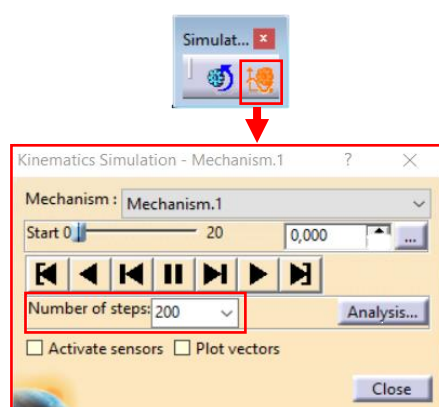 Simulat... x
Kinematics Simulation - Mechanism.1 ? ×
Mechanism : Mechanism.1
Start 0 20 0,000 ...
Number of steps: 200 Analysis...
Activate sensors Plot vectors
Close